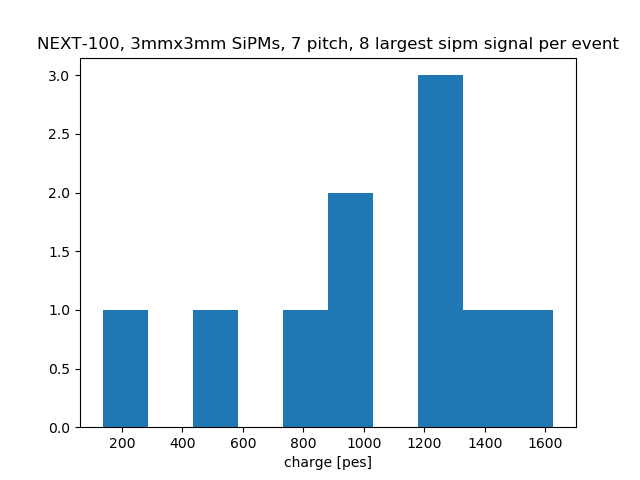 NEXT-100, 3mmx3mm SiPMs, 7 pitch, 8 largest sipm signal per event
3.0
2.5
2.0
1.5
1.0
0.5
0.0
200 400 600 800 1000 1200 1400 1600
charge [pes]